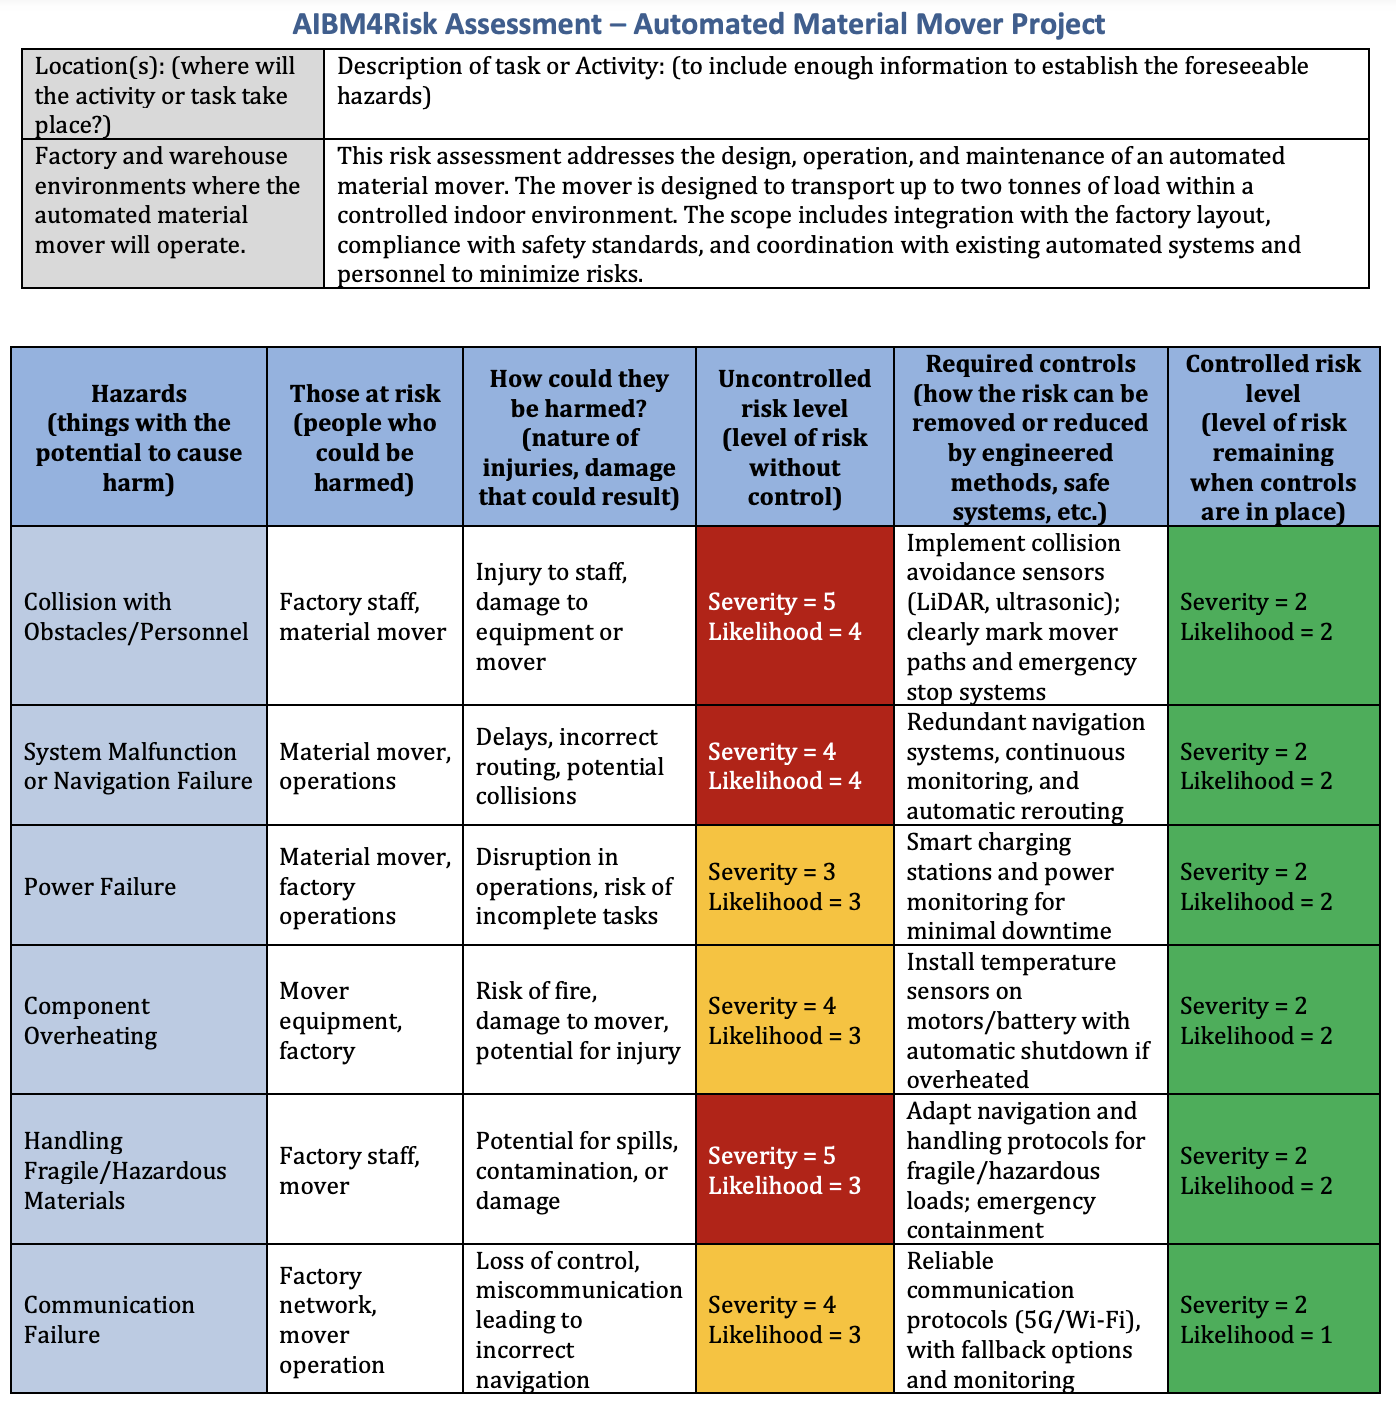 AIBM4Risk Assessment – Automated Material Mover Project
Location(s): (where will
the activity or task take
place?)
Description of task or Activity: (to include enough information to establish the foreseeable
hazards)
Factory and warehouse
environments where the
automated material
mover will operate.
This risk assessment addresses the design, operation, and maintenance of an automated
material mover. The mover is designed to transport up to two tonnes of load within a
controlled indoor environment. The scope includes integration with the factory layout,
compliance with safety standards, and coordination with existing automated systems and
personnel to minimize risks.
Hazards
(things with the
potential to cause
harm)
Those at risk
(people who
could be
harmed)
How could they
be harmed?
(nature of
injuries, damage
that could result)
Uncontrolled
risk level
(level of risk
without
control)
Required controls
(how the risk can be
removed or reduced
by engineered
methods, safe
systems, etc.)
Controlled risk
level
(level of risk
remaining
when controls
are in place)
Collision with
Obstacles/Personnel
Factory staff,
material mover
Injury to staff,
damage to
equipment or
mover
Severity = 5
Likelihood = 4
Implement collision
avoidance sensors
(LiDAR, ultrasonic);
clearly mark mover
paths and emergency
stop systems
Severity = 2
Likelihood = 2
System Malfunction
or Navigation Failure
Material mover,
operations
Delays, incorrect
routing, potential
collisions
Severity = 4
Likelihood = 4
Redundant navigation
systems, continuous
monitoring, and
automatic rerouting
Severity = 2
Likelihood = 2
Power Failure
Material mover,
factory
operations
Disruption in
operations, risk of
incomplete tasks
Severity = 3
Likelihood = 3
Smart charging
stations and power
monitoring for
minimal downtime
Severity = 2
Likelihood = 2
Component
Overheating
Mover
equipment,
factory
Risk of fire,
damage to mover,
potential for injury
Severity = 4
Likelihood = 3
Install temperature
sensors on
motors/battery with
automatic shutdown if
overheated
Severity = 2
Likelihood = 2
Handling
Fragile/Hazardous
Materials
Factory staff,
mover
Potential for spills,
contamination, or
damage
Severity = 5
Likelihood = 3
Adapt navigation and
handling protocols for
fragile/hazardous
loads; emergency
containment
Severity = 2
Likelihood = 2
Communication
Failure
Factory
network,
mover
operation
Loss of control,
miscommunication
leading to
incorrect
navigation
Severity = 4
Likelihood = 3
Reliable
communication
protocols (5G/Wi-Fi),
with fallback options
and monitoring
Severity = 2
Likelihood = 1